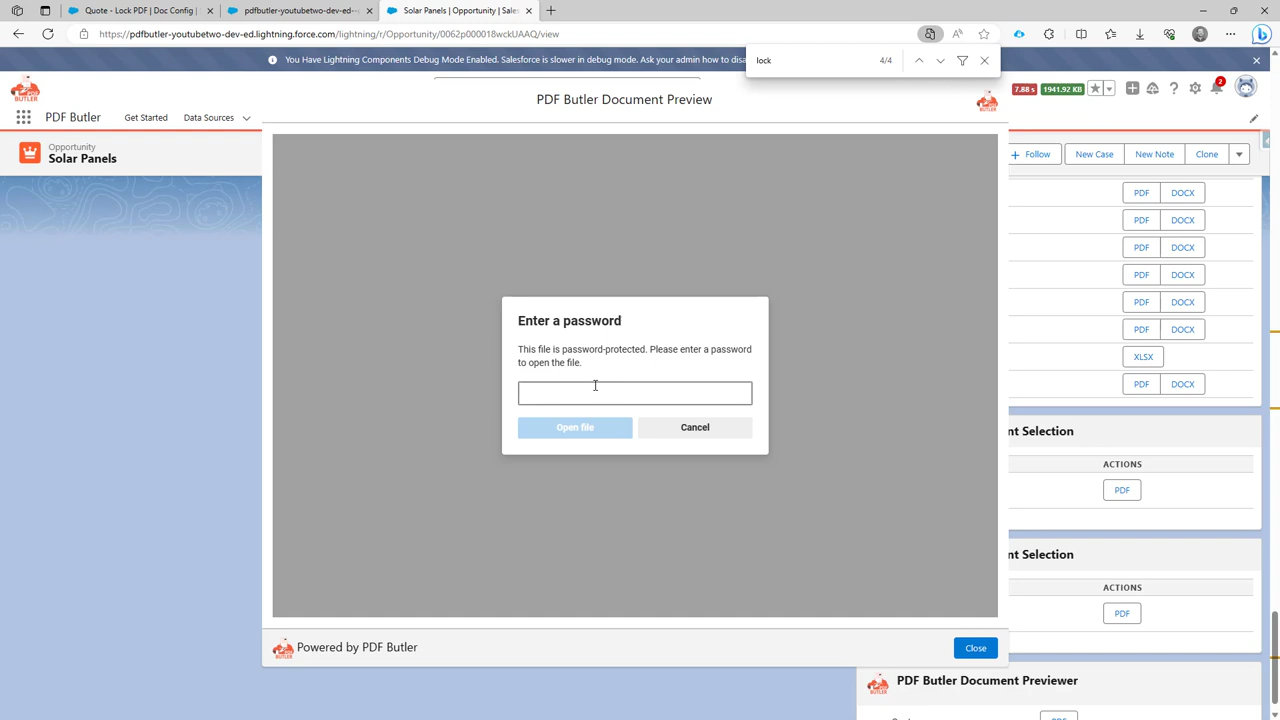 Quote - Lock PDF | Doc Config |
pdfbutler-youtubetwo-dev-ed--
Solar Panels | Opportunity | Sales
https://pdfbutler-youtubetwo-dev-ed.lightning.force.com/lightning/r/Opportunity/0062p000018wckUAAQ/view
You Have Lightning Components Debug Mode Enabled. Salesforce is slower in debug mode. Ask your admin how to disa
lock
4/4
PDF BUTLER
PDF Butler Document Preview
7.88 s
1941.92 KB
2
PDF Butler
Get Started
Data Sources
Opportunity
Solar Panels
Follow
New Case
New Note
Clone
PDF
DOCX
PDF
DOCX
PDF
DOCX
PDF
DOCX
PDF
DOCX
PDF
DOCX
XLSX
PDF
DOCX
Enter a password
This file is password-protected. Please enter a password
to open the file.
Open file
Cancel
nt Selection
ACTIONS
PDF
nt Selection
ACTIONS
PDF
Powered by PDF Butler
Close
PDF Butler Document Previewer